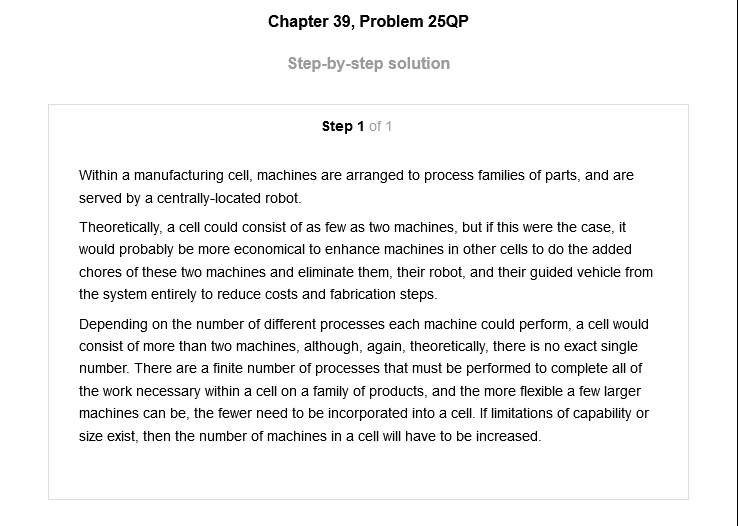 Chapter 39, Problem 25QP
Step-by-step solution
Step 1 of 1
Within a manufacturing cell, machines are arranged to process families of parts, and are
served by a centrally-located robot.
Theoretically, a cell could consist of as few as two machines, but if this were the case, it
would probably be more economical to enhance machines in other cells to do the added
chores of these two machines and eliminate them, their robot, and their guided vehicle from
the system entirely to reduce costs and fabrication steps.
Depending on the number of different processes each machine could perform, a cell would
consist of more than two machines, although, again, theoretically, there is no exact single
number. There are a finite number of processes that must be performed to complete all of
the work necessary within a cell on a family of products, and the more flexible a few larger
machines can be, the fewer need to be incorporated into a cell. If limitations of capability or
size exist, then the number of machines in a cell will have to be increased.